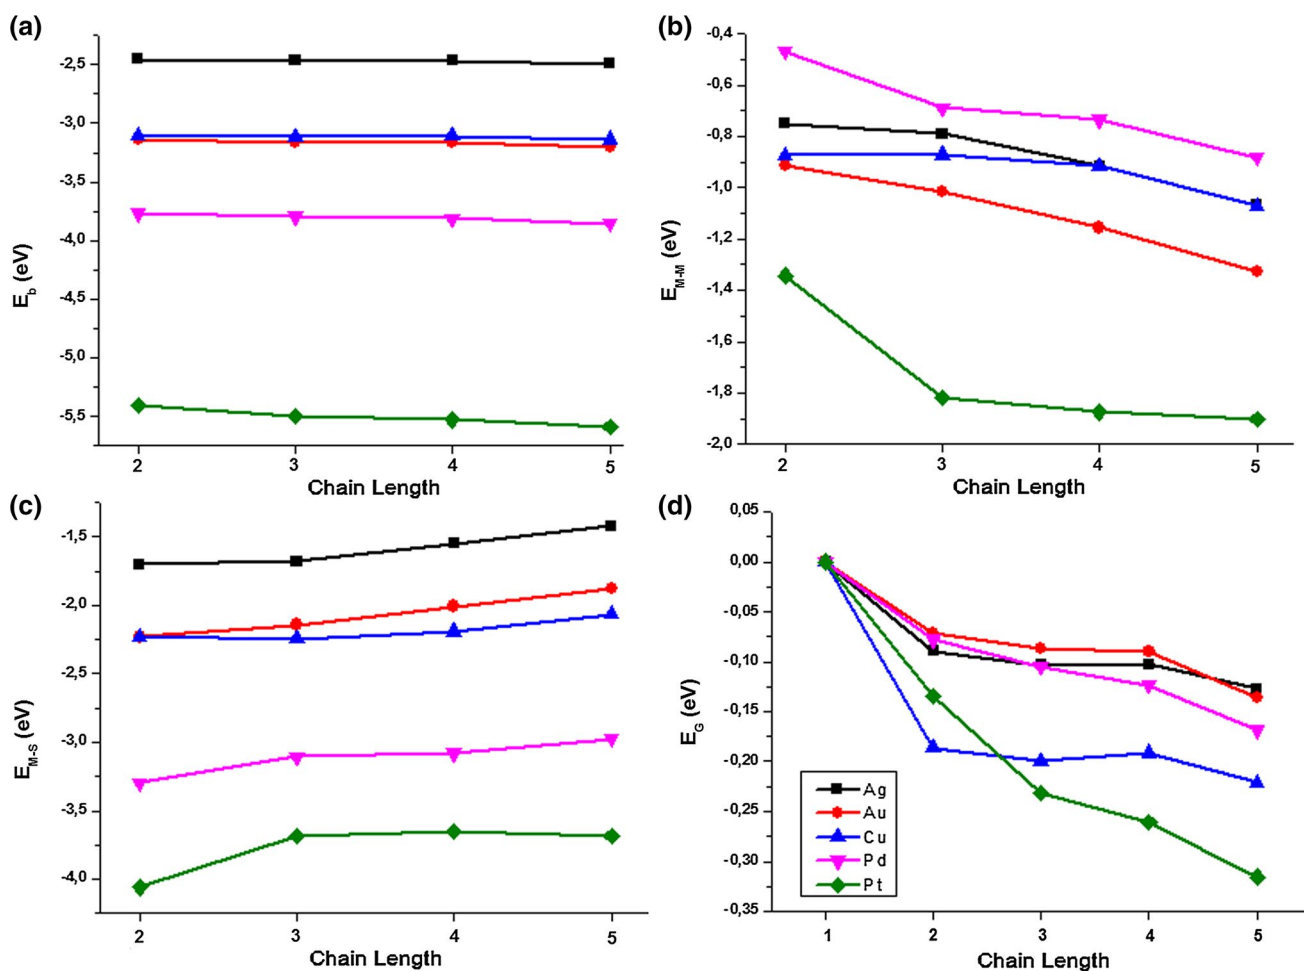 (a)
-2,5
-3,0
-3,5
-4,0
-4,5
-5,0
-5,5
E_b (eV)
2 3 4 5
Chain Length
(b)
-0,4
-0,6
-0,8
-1,0
-1,2
-1,4
-1,6
-1,8
-2,0
E_M-M (eV)
2 3 4 5
Chain Length
(c)
-1,5
-2,0
-2,5
-3,0
-3,5
-4,0
E_M-S (eV)
2 3 4 5
Chain Length
(d)
0,05
0,00
-0,05
-0,10
-0,15
-0,20
-0,25
-0,30
-0,35
E_G (eV)
Ag
Au
Cu
Pd
Pt
1 2 3 4 5
Chain Length